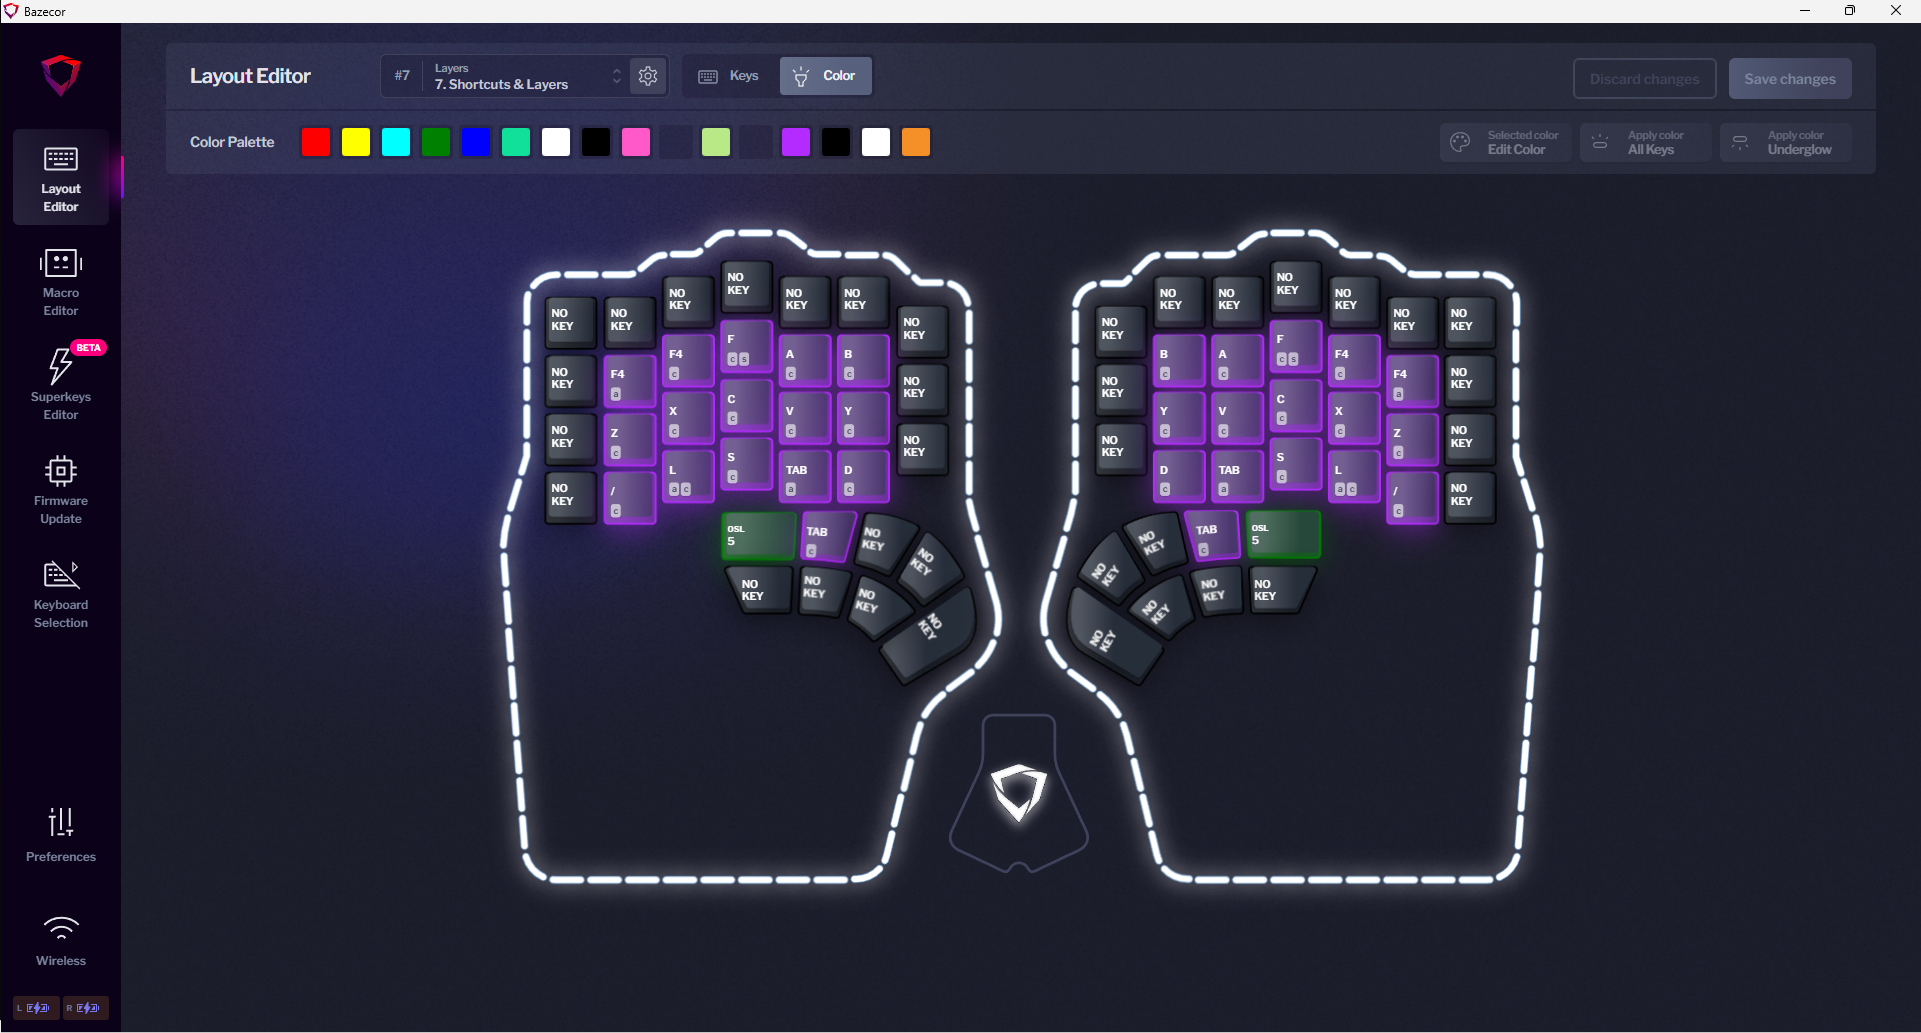 Bazecor
Layout Editor
#7
Layers
7. Shortcuts & Layers
Keys
Color
Discard changes
Save changes
Color Palette
Selected color
Edit Color
Apply color
All Keys
Apply color
Underglow
Layout
Editor
Macro
Editor
BETA
Superkeys
Editor
Firmware
Update
Keyboard
Selection
Preferences
Wireless
L
R
NO
KEY
NO
KEY
NO
KEY
NO
KEY
NO
KEY
NO
KEY
NO
KEY
NO
KEY
F4
a
F4
c
F
c s
A
c
B
c
NO
KEY
NO
KEY
Z
c
X
c
C
c
V
c
Y
c
NO
KEY
NO
KEY
/
c
L
a c
S
c
TAB
a
D
c
OSL
5
TAB
c
NO
KEY
NO
KEY
NO
KEY
NO
KEY
NO
KEY
NO
KEY
NO
KEY
NO
KEY
NO
KEY
NO
KEY
NO
KEY
NO
KEY
NO
KEY
NO
KEY
B
c
A
c
F
c s
F4
c
F4
a
NO
KEY
NO
KEY
Y
c
V
c
C
c
X
c
Z
c
NO
KEY
D
c
TAB
a
S
c
L
a c
/
c
NO
KEY
NO
KEY
NO
KEY
TAB
c
OSL
5
NO
KEY
NO
KEY
NO
KEY
NO
KEY